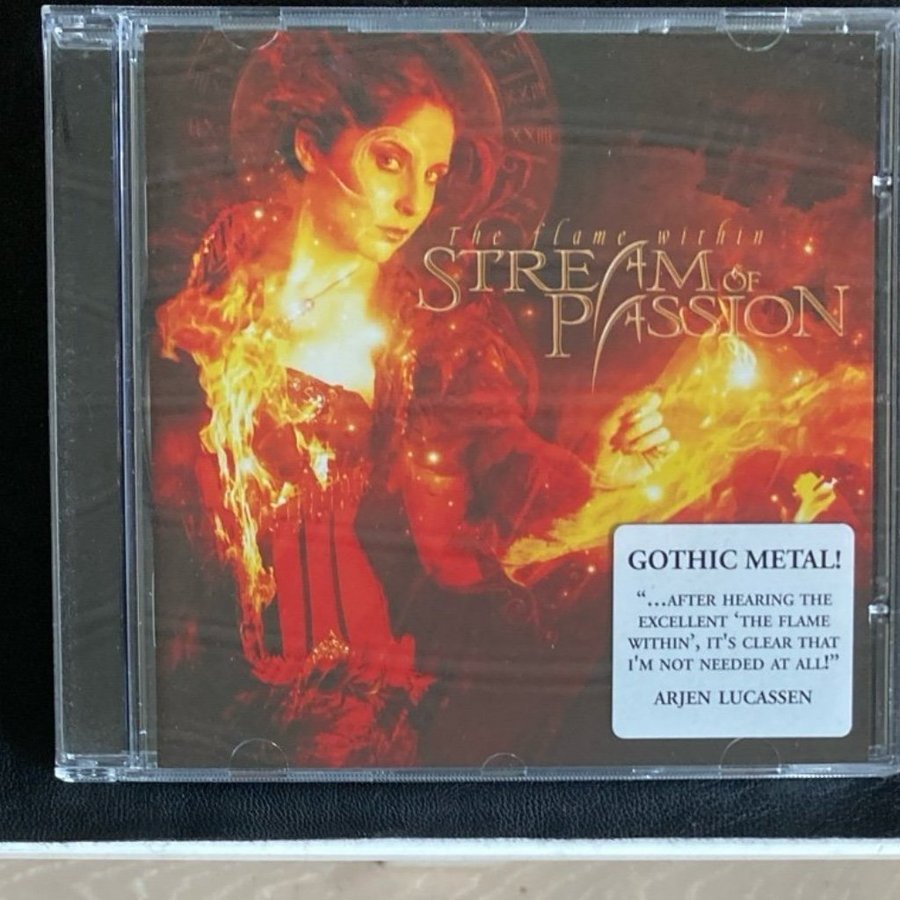 The flame within
STREAM OF
PASSION
GOTHIC METAL!
“...AFTER HEARING THE
EXCELLENT ‘THE FLAME
WITHIN’, IT'S CLEAR THAT
I'M NOT NEEDED AT ALL!”
ARJEN LUCASSEN